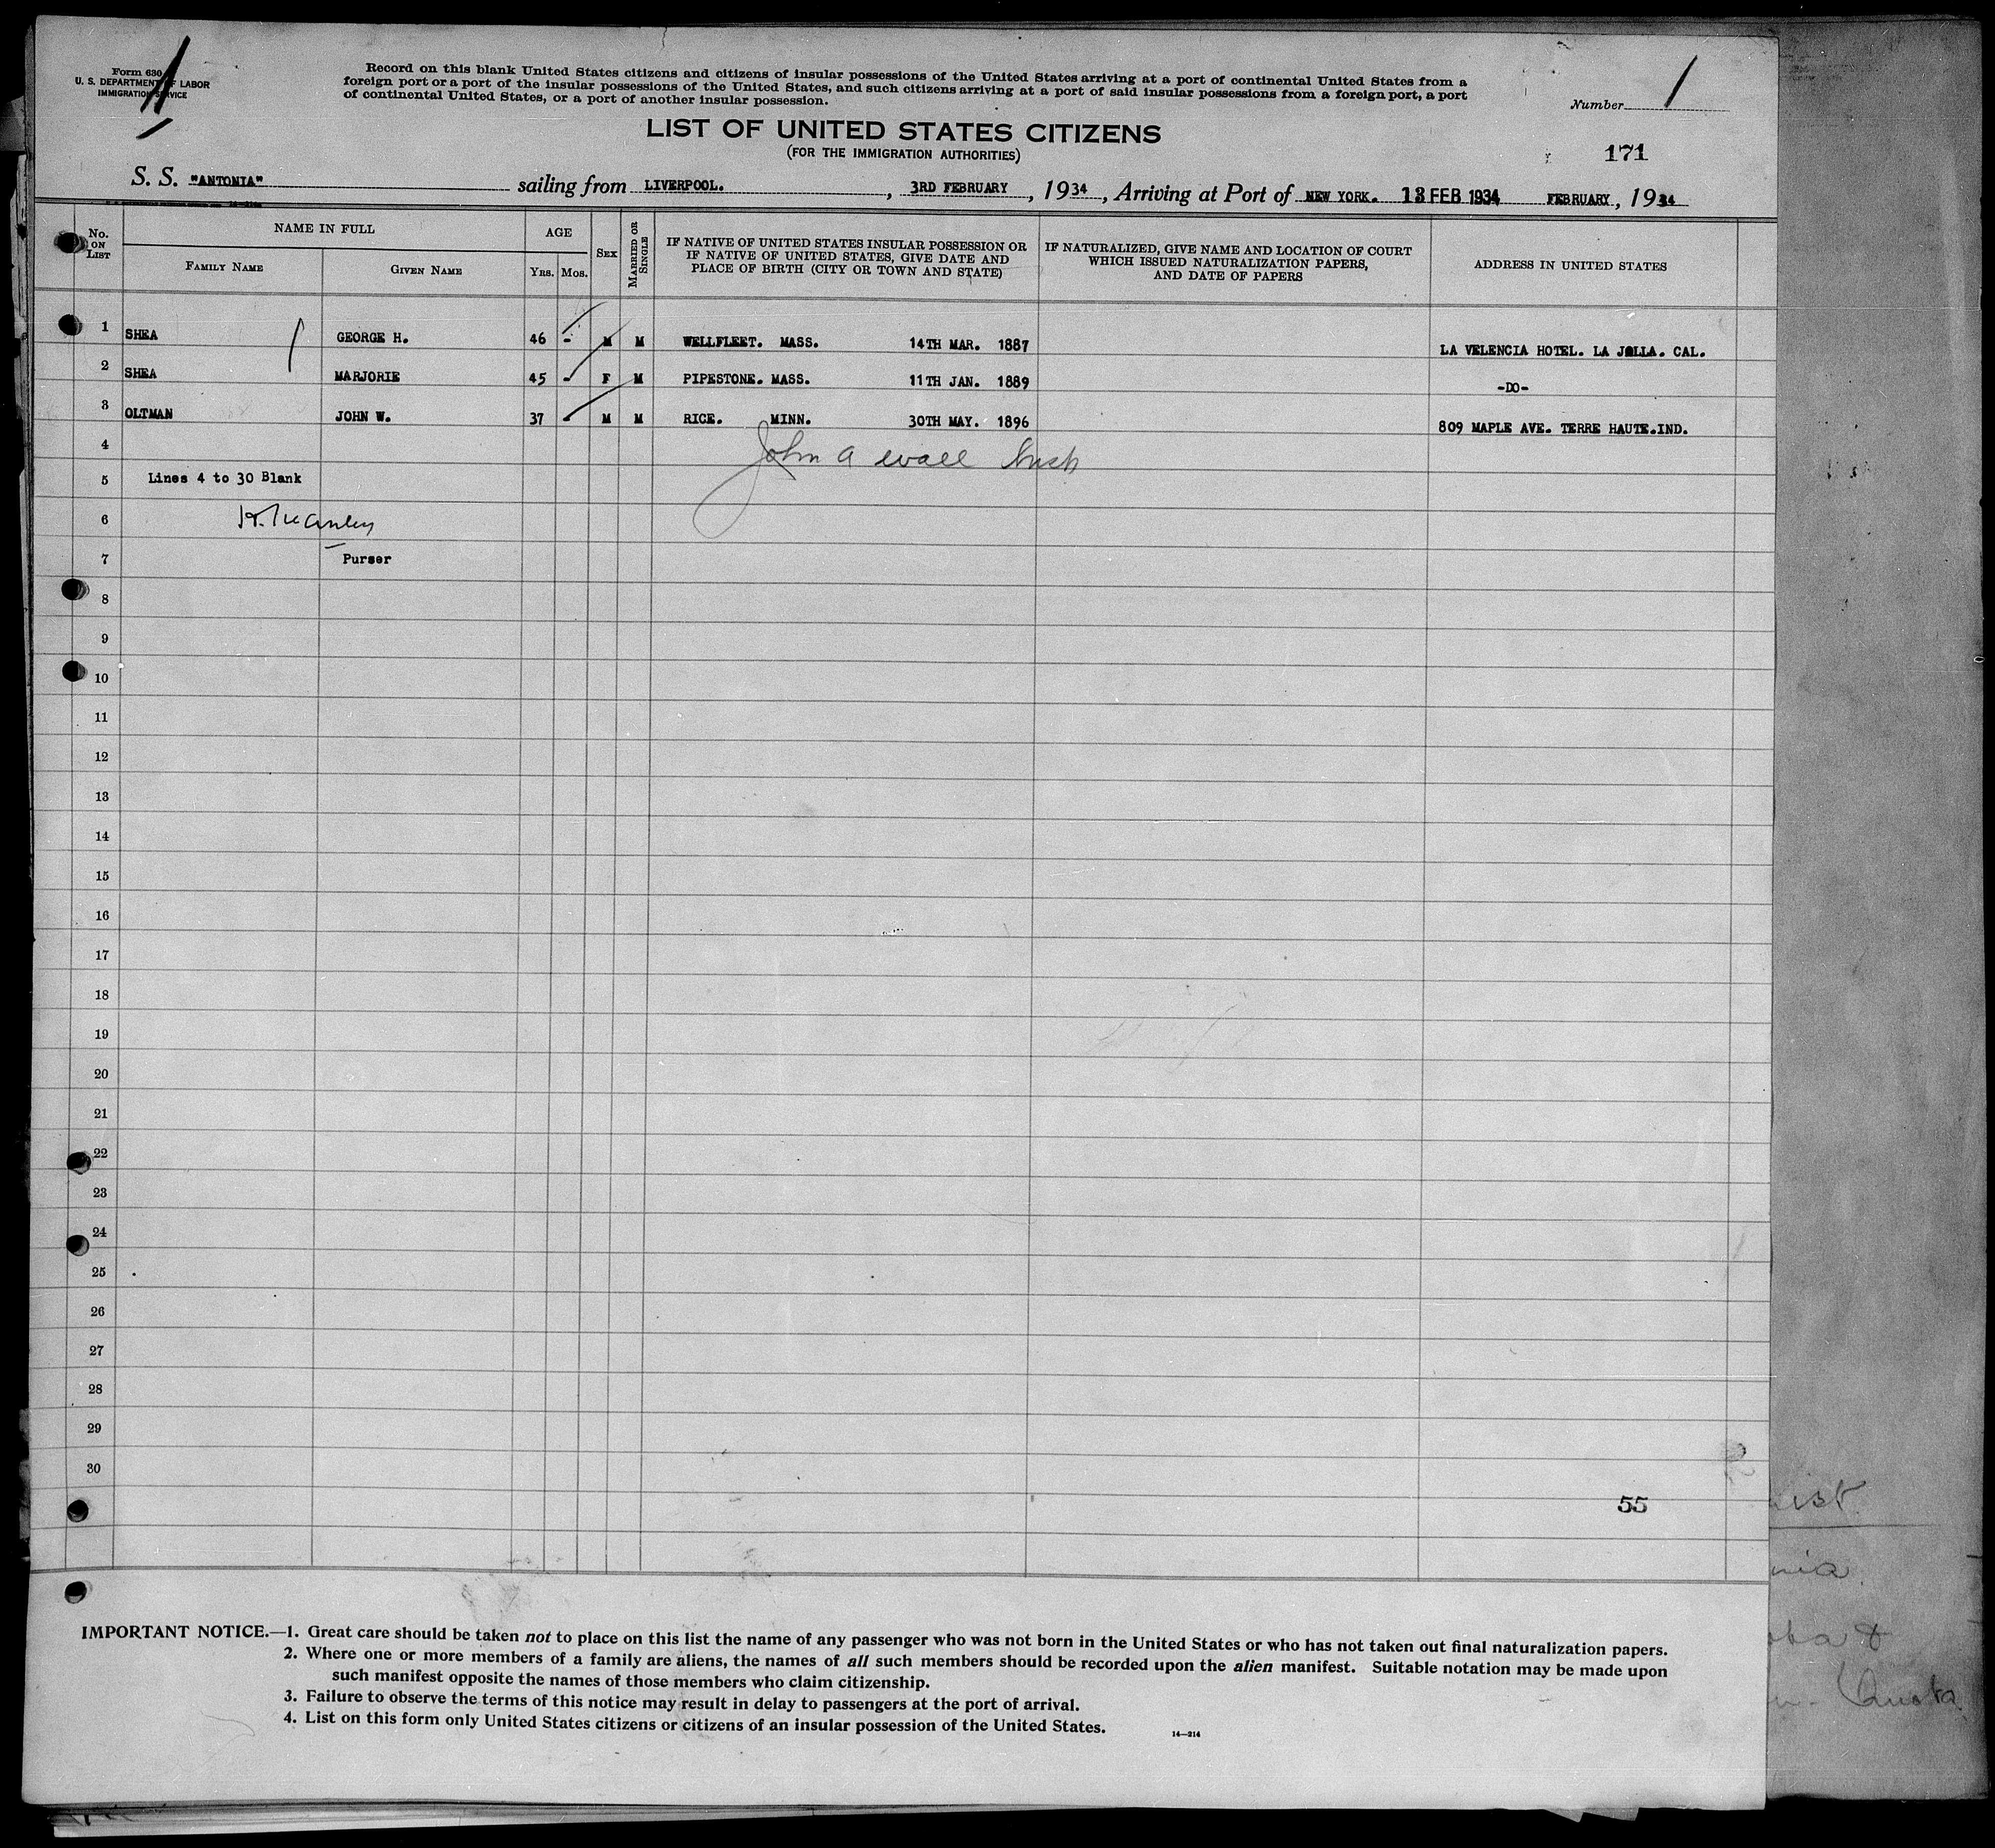 Form 630
U. S. DEPARTMENT OF LABOR
IMMIGRATION SERVICE
Record on this blank United States citizens and citizens of insular possessions of the United States arriving at a port of continental United States from a
foreign port or a port of the insular possessions of the United States, and such citizens arriving at a port of said insular possessions from a foreign port, a port
of continental United States, or a port of another insular possession.
Number 1
LIST OF UNITED STATES CITIZENS
(FOR THE IMMIGRATION AUTHORITIES)
171
S. S. "ANTONIA" sailing from LIVERPOOL. , 3RD FEBRUARY , 1934 , Arriving at Port of NEW YORK. 13 FEB 1934 FEBRUARY , 1934
No. ON LIST
NAME IN FULL
FAMILY NAME
GIVEN NAME
AGE
YRS. MOS.
SEX
MARRIED OR SINGLE
IF NATIVE OF UNITED STATES INSULAR POSSESSION OR
IF NATIVE OF UNITED STATES, GIVE DATE AND
PLACE OF BIRTH (CITY OR TOWN AND STATE)
IF NATURALIZED, GIVE NAME AND LOCATION OF COURT
WHICH ISSUED NATURALIZATION PAPERS,
AND DATE OF PAPERS
ADDRESS IN UNITED STATES
1 SHEA GEORGE H. 46 - M M WELLFLEET. MASS. 14TH MAR. 1887 LA VELENCIA HOTEL. LA JOLLA. CAL.
2 SHEA MARJORIE 45 - F M PIPESTONE. MASS. 11TH JAN. 1889 -DO-
3 OLTMAN JOHN W. 37 - M M RICE. MINN. 30TH MAY. 1896 809 MAPLE AVE. TERRE HAUTE.IND.
4 John A Wall
5 Lines 4 to 30 Blank
6
7 Purser
8
9
10
11
12
13
14
15
16
17
18
19
20
21
22
23
24
25
26
27
28
29
30
55
IMPORTANT NOTICE.—1. Great care should be taken not to place on this list the name of any passenger who was not born in the United States or who has not taken out final naturalization papers.
2. Where one or more members of a family are aliens, the names of all such members should be recorded upon the alien manifest. Suitable notation may be made upon
such manifest opposite the names of those members who claim citizenship.
3. Failure to observe the terms of this notice may result in delay to passengers at the port of arrival.
4. List on this form only United States citizens or citizens of an insular possession of the United States.
14—214